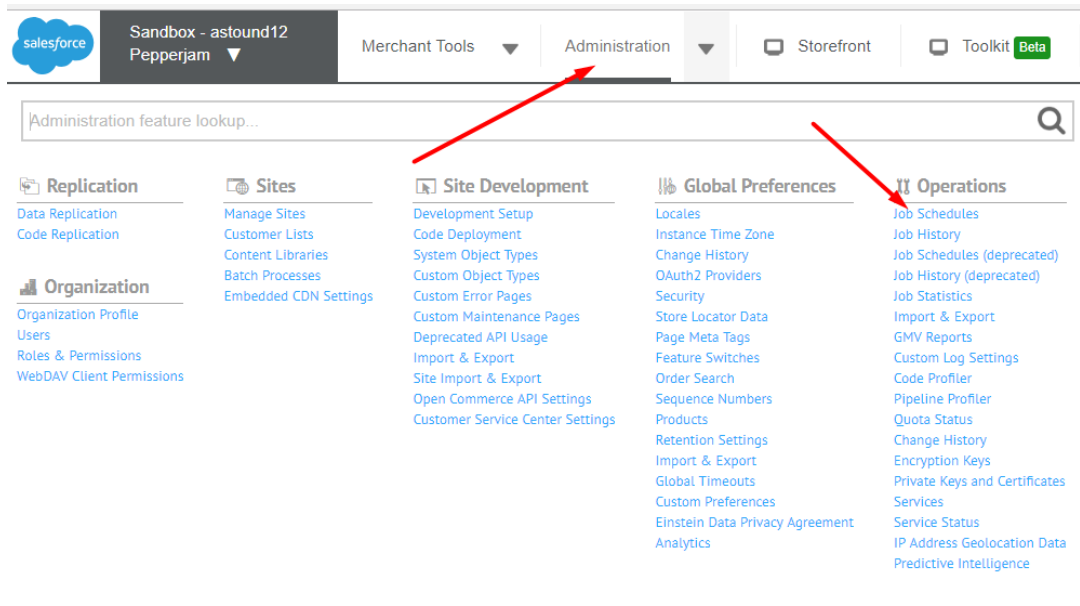 salesforce
Sandbox - astound12
Pepperjam
Merchant Tools
Administration
Storefront
Toolkit Beta
Administration feature lookup...
Replication
Data Replication
Code Replication
Organization
Organization Profile
Users
Roles & Permissions
WebDAV Client Permissions
Sites
Manage Sites
Customer Lists
Content Libraries
Batch Processes
Embedded CDN Settings
Site Development
Development Setup
Code Deployment
System Object Types
Custom Object Types
Custom Error Pages
Custom Maintenance Pages
Deprecated API Usage
Import & Export
Site Import & Export
Open Commerce API Settings
Customer Service Center Settings
Global Preferences
Locales
Instance Time Zone
Change History
OAuth2 Providers
Security
Store Locator Data
Page Meta Tags
Feature Switches
Order Search
Sequence Numbers
Products
Retention Settings
Import & Export
Global Timeouts
Custom Preferences
Einstein Data Privacy Agreement
Analytics
Operations
Job Schedules
Job History
Job Schedules (deprecated)
Job History (deprecated)
Job Statistics
Import & Export
GMV Reports
Custom Log Settings
Code Profiler
Pipeline Profiler
Quota Status
Change History
Encryption Keys
Private Keys and Certificates
Services
Service Status
IP Address Geolocation Data
Predictive Intelligence